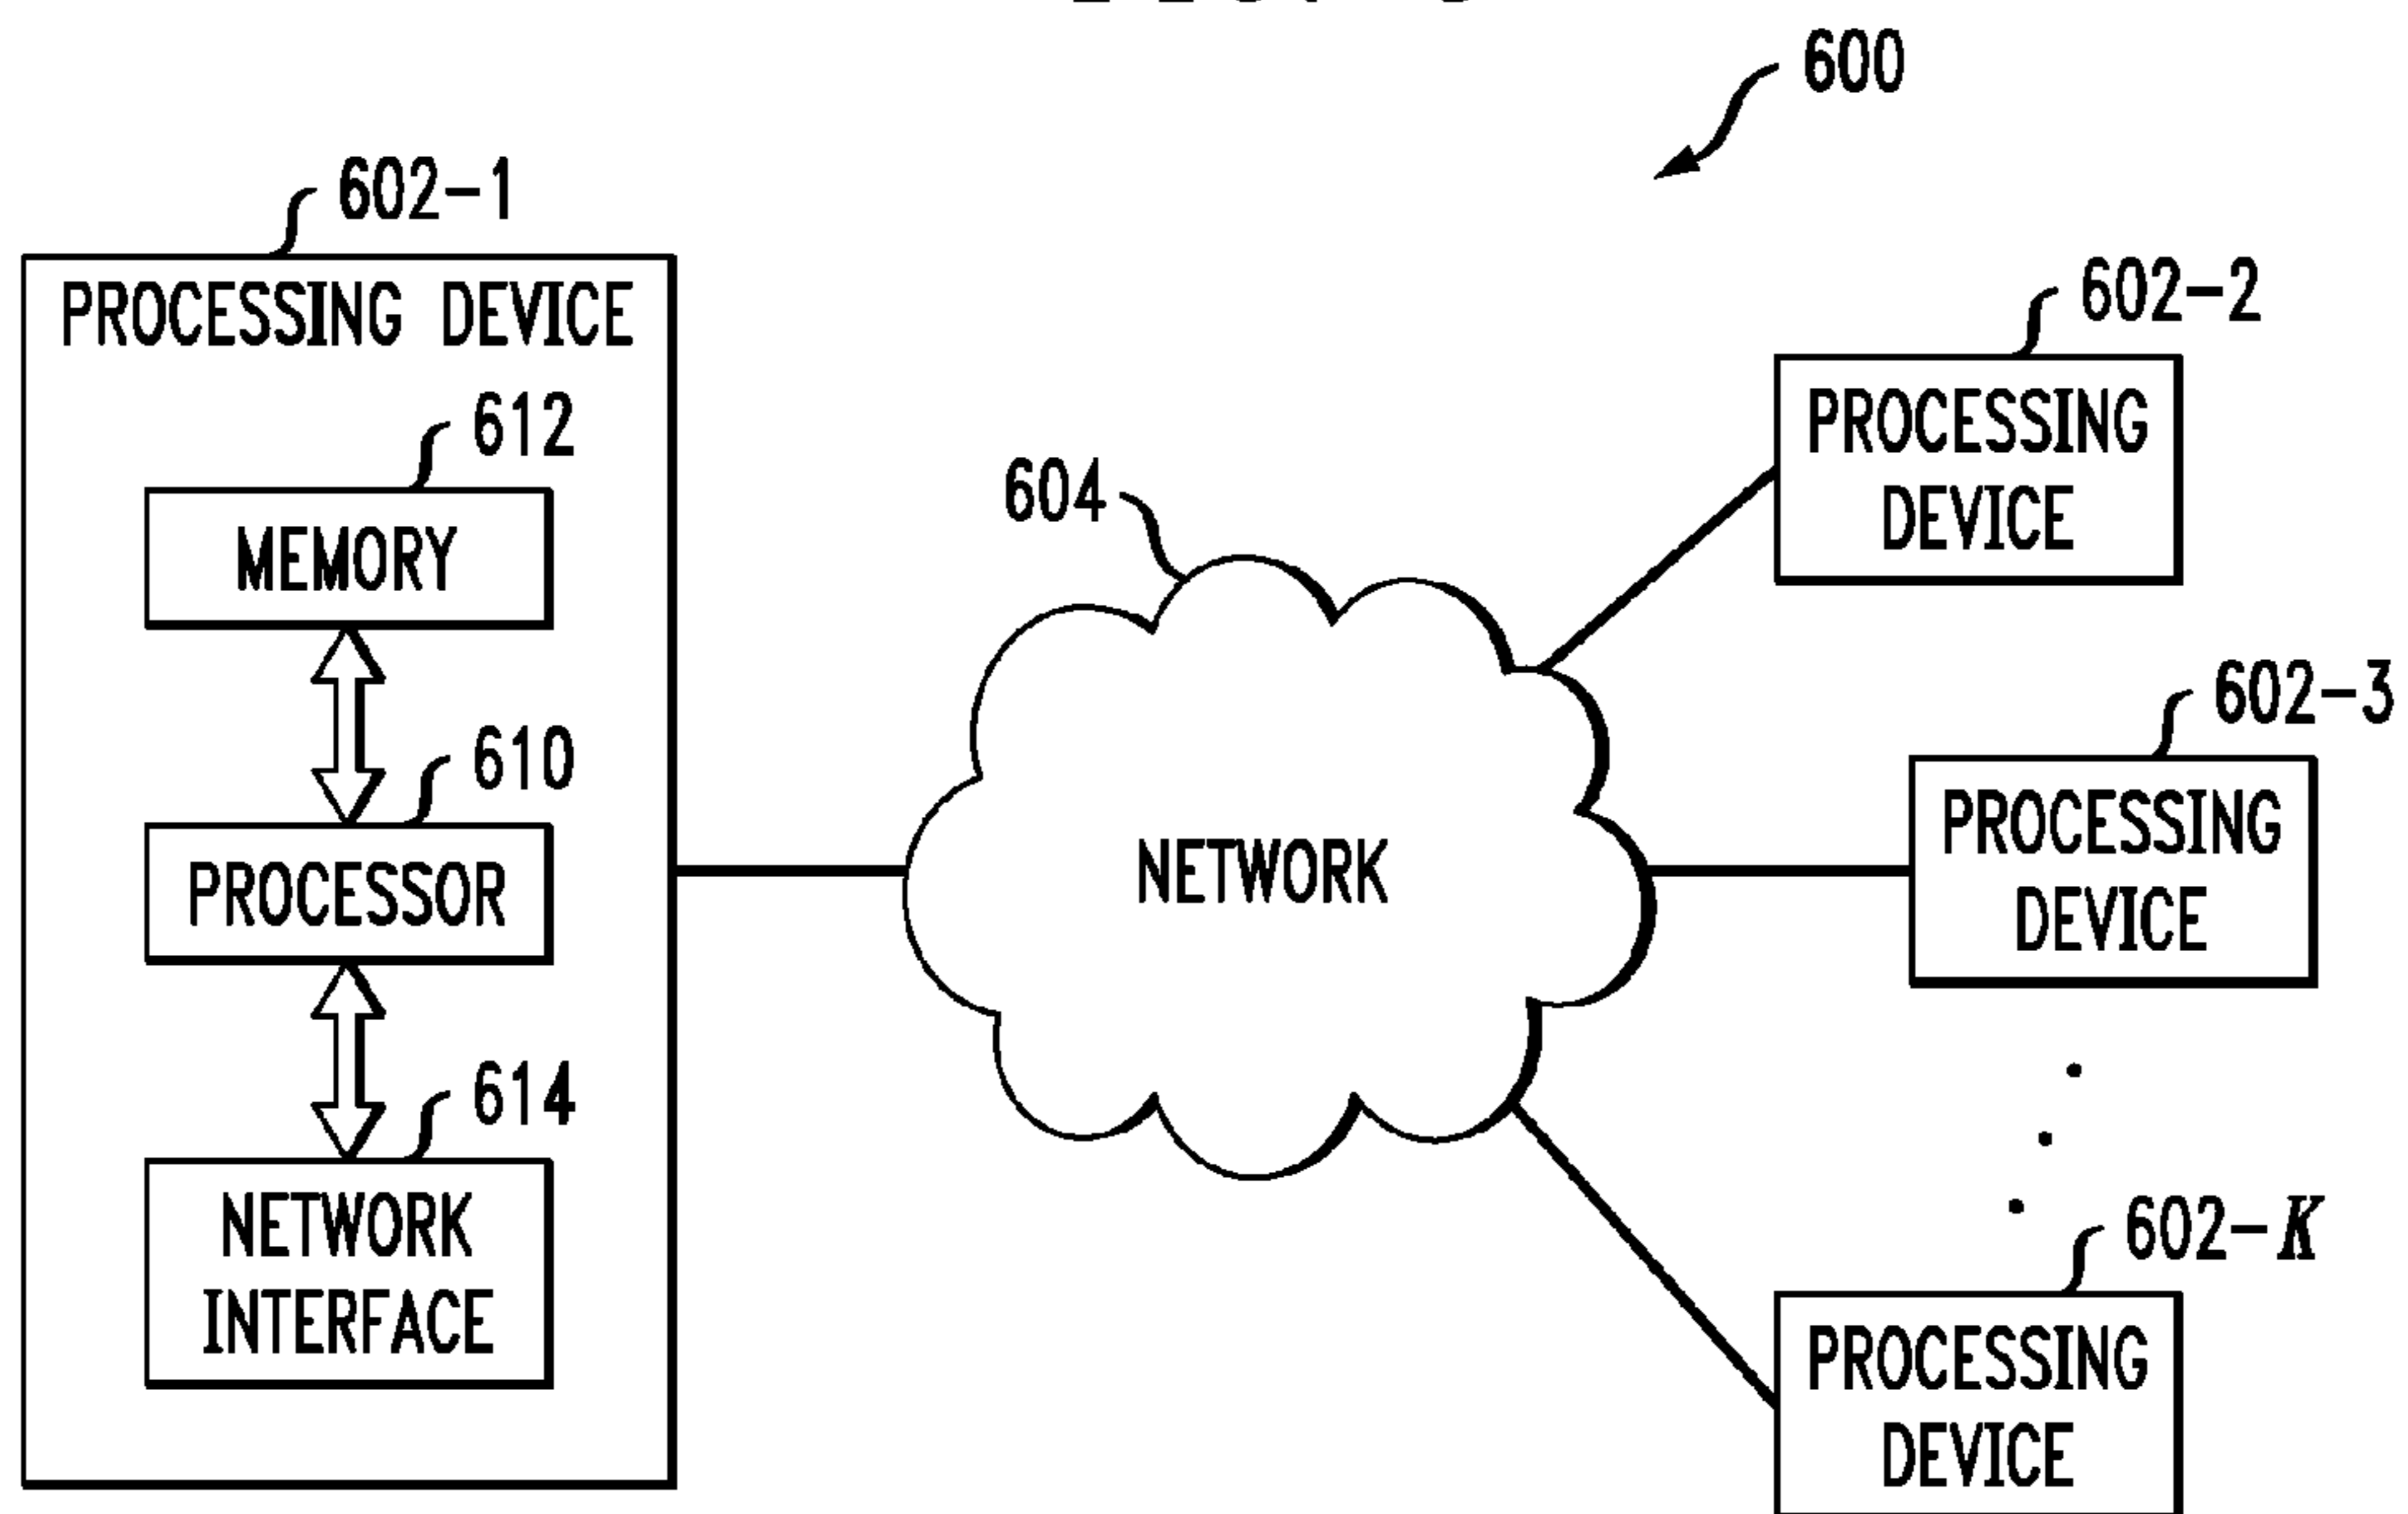 600
602-1
PROCESSING DEVICE
612
MEMORY
610
PROCESSOR
614
NETWORK
INTERFACE
604
NETWORK
602-2
PROCESSING
DEVICE
602-3
PROCESSING
DEVICE
602-K
PROCESSING
DEVICE